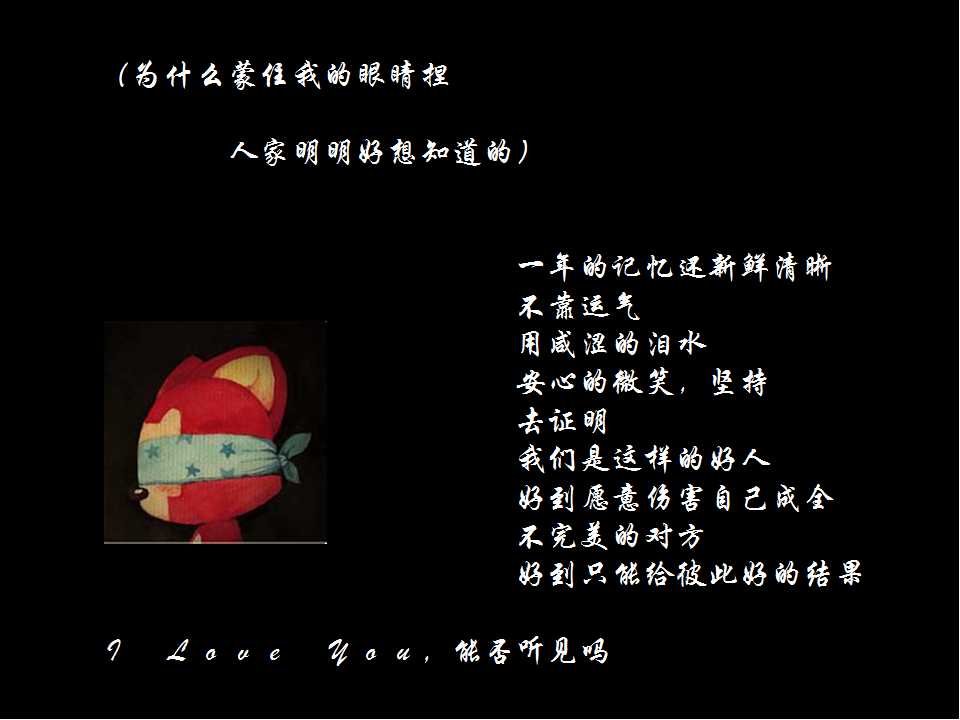 （为什么蒙住我的眼睛捏
人家明明好想知道的）
一年的记忆还新鲜清晰
不靠运气
用咸涩的泪水
安心的微笑，坚持
去证明
我们是这样的好人
好到愿意伤害自己成全
不完美的对方
好到只能给彼此好的结果
I Love You，能否听见吗